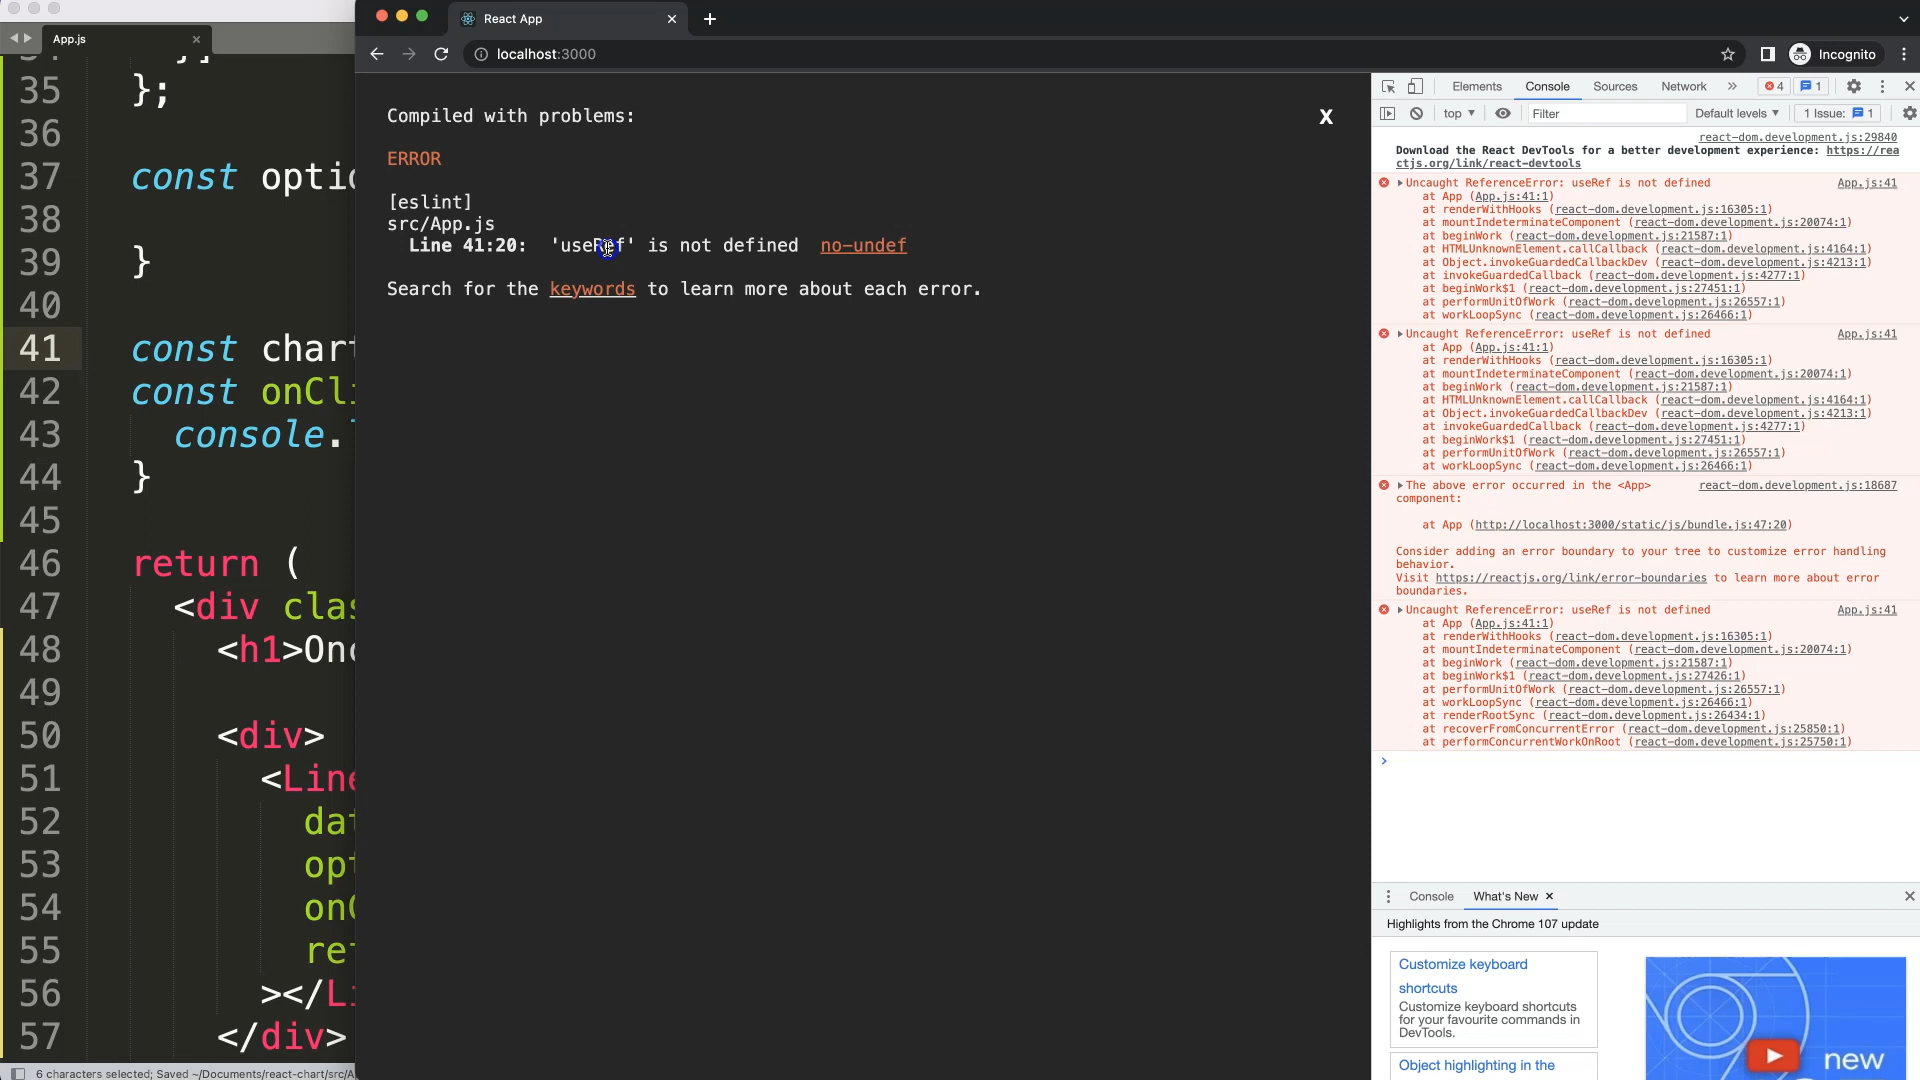 App.js
35 };
36
37 const optio
38
39 }
40
41 const chart
42 const onCli
43 console.l
44 }
45
46 return (
47 <div clas
48 <h1>Onc
49
50 <div>
51 <Line
52 dat
53 opt
54 onC
55 ref
56 ></Li
57 </div>
6 characters selected; Saved ~/Documents/react-chart/src/A
React App
localhost:3000
Incognito
Compiled with problems:
X
ERROR
[eslint]
src/App.js
Line 41:20: 'useRef' is not defined no-undef
Search for the keywords to learn more about each error.
Elements Console Sources Network » 4 1
top Filter Default levels 1 Issue: 1
react-dom.development.js:29840
Download the React DevTools for a better development experience: https://rea
ctjs.org/link/react-devtools
Uncaught ReferenceError: useRef is not defined App.js:41
at App (App.js:41:1)
at renderWithHooks (react-dom.development.js:16305:1)
at mountIndeterminateComponent (react-dom.development.js:20074:1)
at beginWork (react-dom.development.js:21587:1)
at HTMLUnknownElement.callCallback (react-dom.development.js:4164:1)
at Object.invokeGuardedCallbackDev (react-dom.development.js:4213:1)
at invokeGuardedCallback (react-dom.development.js:4277:1)
at beginWork$1 (react-dom.development.js:27451:1)
at performUnitOfWork (react-dom.development.js:26557:1)
at workLoopSync (react-dom.development.js:26466:1)
Uncaught ReferenceError: useRef is not defined App.js:41
at App (App.js:41:1)
at renderWithHooks (react-dom.development.js:16305:1)
at mountIndeterminateComponent (react-dom.development.js:20074:1)
at beginWork (react-dom.development.js:21587:1)
at HTMLUnknownElement.callCallback (react-dom.development.js:4164:1)
at Object.invokeGuardedCallbackDev (react-dom.development.js:4213:1)
at invokeGuardedCallback (react-dom.development.js:4277:1)
at beginWork$1 (react-dom.development.js:27451:1)
at performUnitOfWork (react-dom.development.js:26557:1)
at workLoopSync (react-dom.development.js:26466:1)
The above error occurred in the <App> react-dom.development.js:18687
component:
at App (http://localhost:3000/static/js/bundle.js:47:20)
Consider adding an error boundary to your tree to customize error handling
behavior.
Visit https://reactjs.org/link/error-boundaries to learn more about error
boundaries.
Uncaught ReferenceError: useRef is not defined App.js:41
at App (App.js:41:1)
at renderWithHooks (react-dom.development.js:16305:1)
at mountIndeterminateComponent (react-dom.development.js:20074:1)
at beginWork (react-dom.development.js:21587:1)
at beginWork$1 (react-dom.development.js:27426:1)
at performUnitOfWork (react-dom.development.js:26557:1)
at workLoopSync (react-dom.development.js:26466:1)
at renderRootSync (react-dom.development.js:26434:1)
at recoverFromConcurrentError (react-dom.development.js:25850:1)
at performConcurrentWorkOnRoot (react-dom.development.js:25750:1)
Console What's New
Highlights from the Chrome 107 update
Customize keyboard
shortcuts
Customize keyboard shortcuts
for your favourite commands in
DevTools.
Object highlighting in the
new